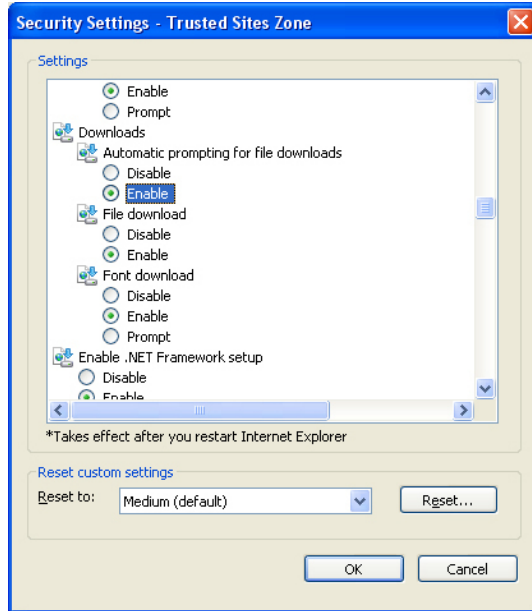 Security Settings - Trusted Sites Zone
Settings
Enable
Prompt
Downloads
Automatic prompting for file downloads
Disable
Enable
File download
Disable
Enable
Font download
Disable
Enable
Prompt
Enable .NET Framework setup
Disable
Enable
*Takes effect after you restart Internet Explorer
Reset custom settings
Reset to: Medium (default) Reset...
OK Cancel